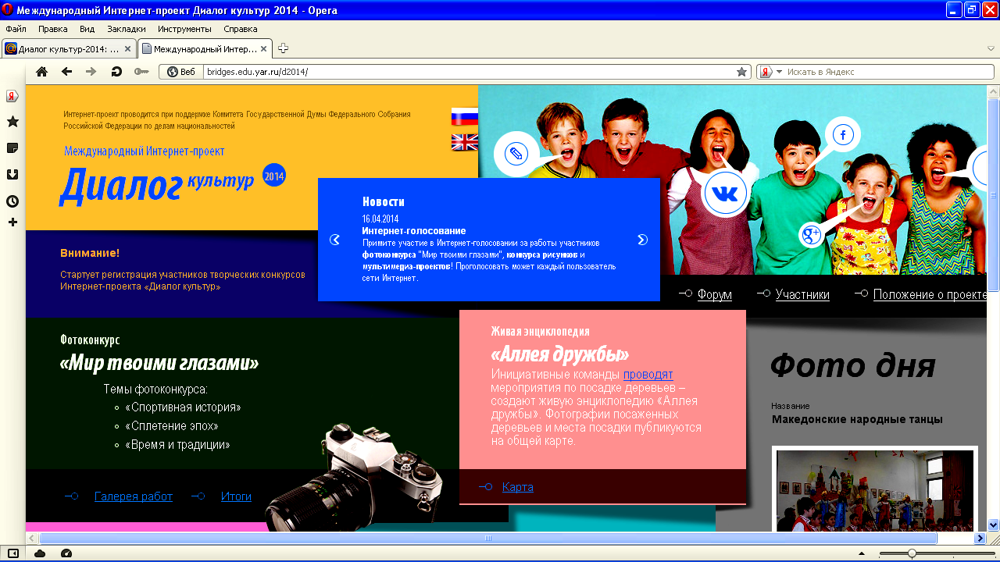 Международный Интернет-проект Диалог культур 2014 - Opera
Файл Правка Вид Закладки Инструменты Справка
Диалог культур-2014: ...
Международный Интер...
Веб
bridges.edu.yar.ru/d2014/
Искать в Яндекс
Интернет-проект проводится при поддержке Комитета Государственной Думы Федерального Собрания
Российской Федерации по делам национальностей
Международный Интернет-проект
Диалог культур 2014
Новости
16.04.2014
Интернет-голосование
Примите участие в Интернет-голосовании за работы участников
фотоконкурса "Мир твоими глазами", конкурса рисунков и
мультимедиа-проектов! Проголосовать может каждый пользователь
сети Интернет.
Внимание!
Стартует регистрация участников творческих конкурсов
Интернет-проекта «Диалог культур»
Форум Участники Положение о проекте
Фотоконкурс
«Мир твоими глазами»
Темы фотоконкурса:
«Спортивная история»
«Сплетение эпох»
«Время и традиции»
Галерея работ Итоги
Живая энциклопедия
«Аллея дружбы»
Инициативные команды проводят
мероприятия по посадке деревьев –
создают живую энциклопедию «Аллея
дружбы». Фотографии посаженных
деревьев и места посадки публикуются
на общей карте.
Карта
Фото дня
Название
Македонские народные танцы